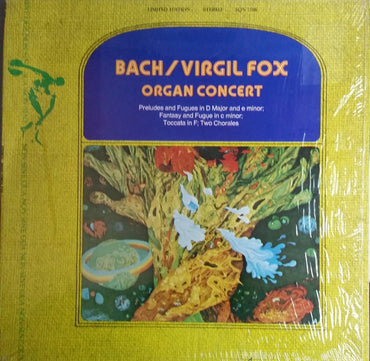 LIMITED EDITION
STEREO
BACH/VIRGIL FOX
ORGAN CONCERT
Preludes and Fugues in D Major and e minor;
Fantasy and Fugue in c minor;
Toccata in F; Two Chorales